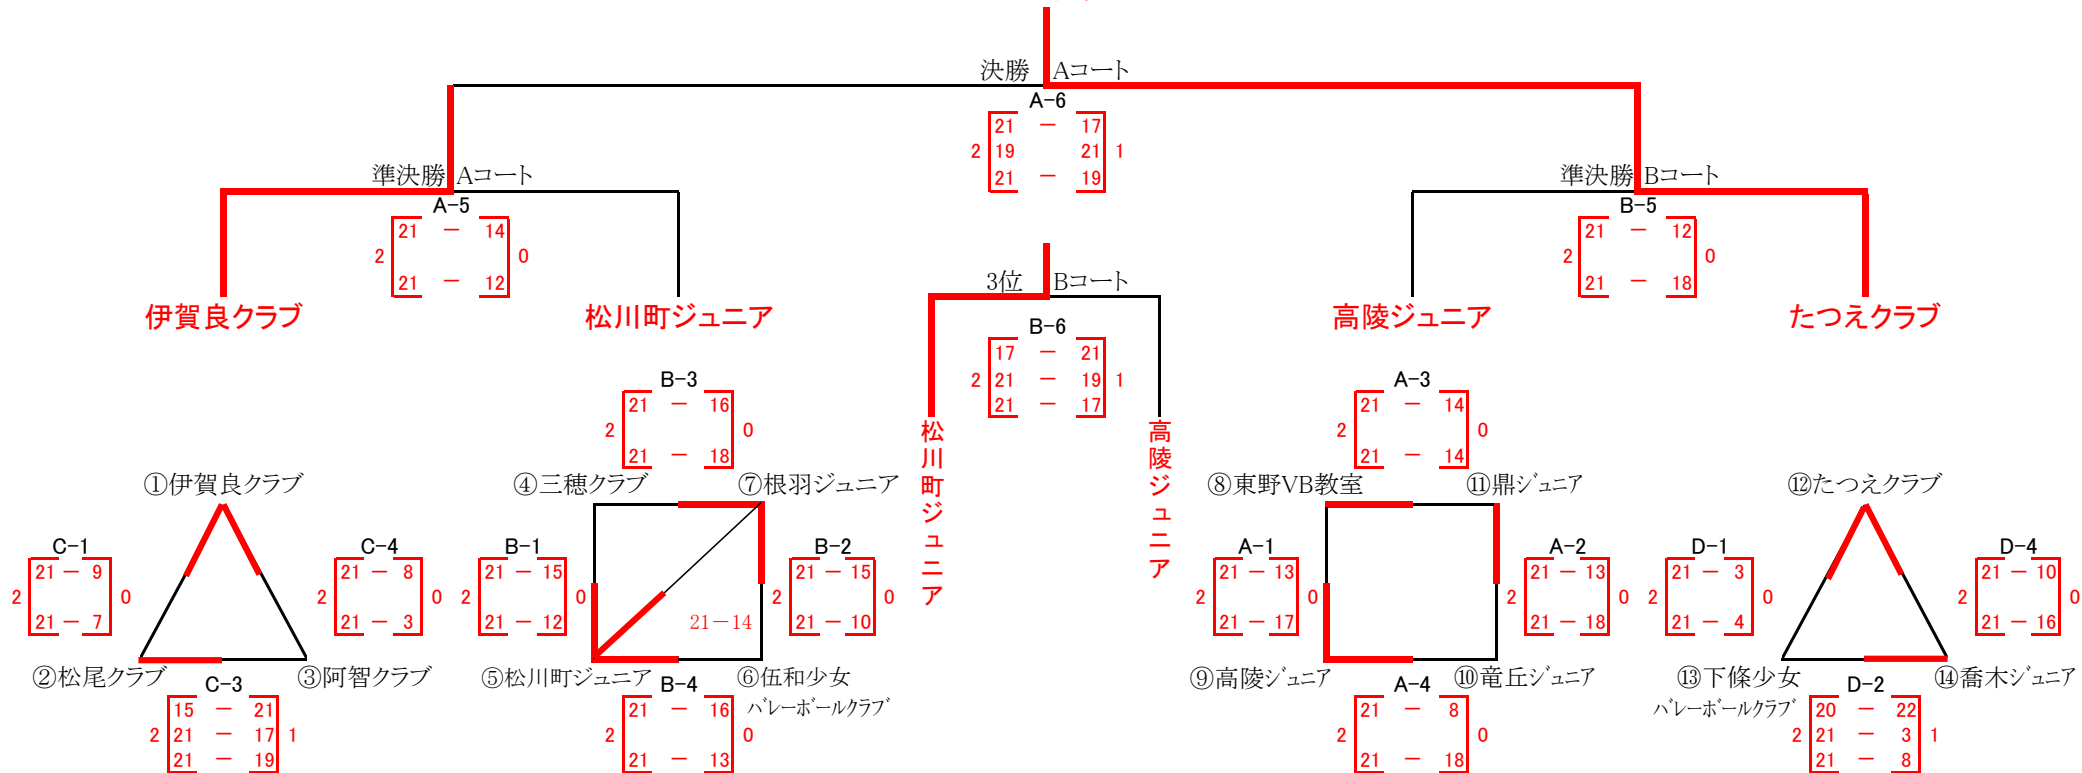 決勝 Aコート
A-6
21 － 17
2 19 21 1
21 － 19
準決勝 Aコート
A-5
21 － 14
2 0
21 － 12
準決勝 Bコート
B-5
21 － 12
2 0
21 － 18
伊賀良クラブ
松川町ジュニア
高陵ジュニア
たつえクラブ
3位 Bコート
B-6
17 － 21
2 21 － 19 1
21 － 17
松川町ジュニア
高陵ジュニア
①伊賀良クラブ
C-1
21 － 9
2 0
21 － 7
C-4
21 － 8
2 0
21 － 3
②松尾クラブ
③阿智クラブ
C-3
15 － 21
2 21 － 17 1
21 － 19
B-3
21 － 16
2 0
21 － 18
④三穂クラブ
⑦根羽ジュニア
B-1
21 － 15
2 0
21 － 12
21－14
B-2
21 － 15
2 0
21 － 10
⑤松川町ジュニア
⑥伍和少女
バレーボールクラブ
B-4
21 － 16
2 0
21 － 13
A-3
21 － 14
2 0
21 － 14
⑧東野VB教室
⑪鼎ジュニア
A-1
21 － 13
2 0
21 － 17
A-2
21 － 13
2 0
21 － 18
⑨高陵ジュニア
⑩竜丘ジュニア
A-4
21 － 8
2 0
21 － 18
⑫たつえクラブ
D-1
21 － 3
2 0
21 － 4
D-4
21 － 10
2 0
21 － 16
⑬下條少女
バレーボールクラブ
⑭喬木ジュニア
D-2
20 － 22
2 21 － 3 1
21 － 8